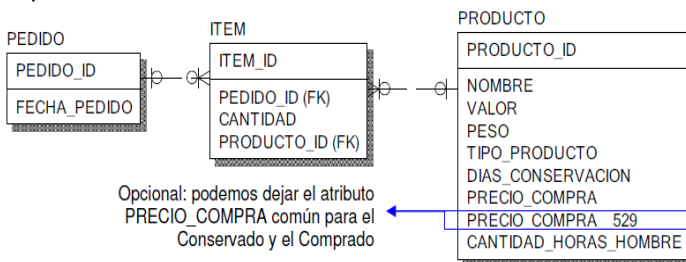 PEDIDO
PEDIDO_ID
FECHA_PEDIDO
ITEM
ITEM_ID
PEDIDO_ID (FK)
CANTIDAD
PRODUCTO_ID (FK)
PRODUCTO
PRODUCTO_ID
NOMBRE
VALOR
PESO
TIPO_PRODUCTO
DIAS_CONSERVACION
PRECIO_COMPRA
PRECIO_COMPRA__529
CANTIDAD_HORAS_HOMBRE
Opcional: podemos dejar el atributo
PRECIO_COMPRA común para el
Conservado y el Comprado